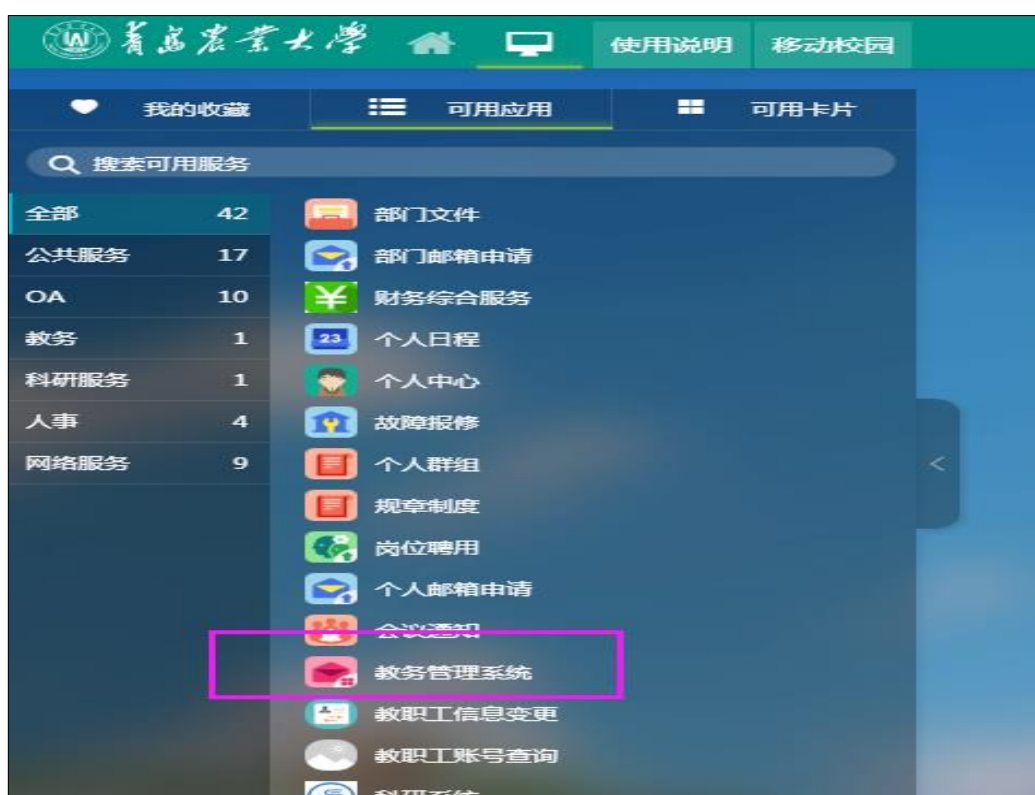 青岛农业大学 使用说明 移动校园
我的收藏 可用应用 可用卡片
搜索可用服务
全部 42
公共服务 17
OA 10
教务 1
科研服务 1
人事 4
网络服务 9
部门文件
部门邮箱申请
财务综合服务
23 个人日程
个人中心
故障报修
个人群组
规章制度
岗位聘用
个人邮箱申请
会议通知
教务管理系统
教职工信息变更
教职工账号查询
科研系统